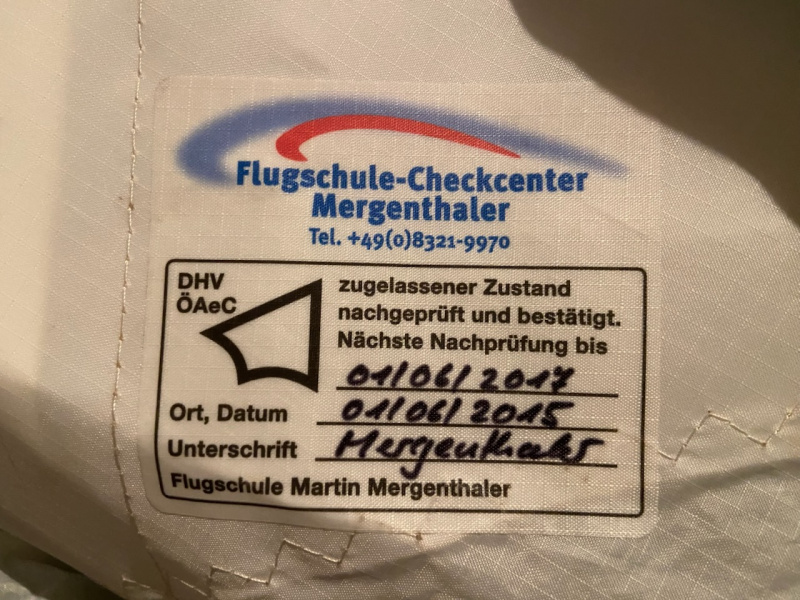 Flugschule-Checkcenter
Mergenthaler
Tel. +49(0)8321-9970
DHV
ÖAeC
zugelassener Zustand
nachgeprüft und bestätigt.
Nächste Nachprüfung bis
01/06/2017
Ort, Datum 01/06/2015
Unterschrift Mergenthaler
Flugschule Martin Mergenthaler